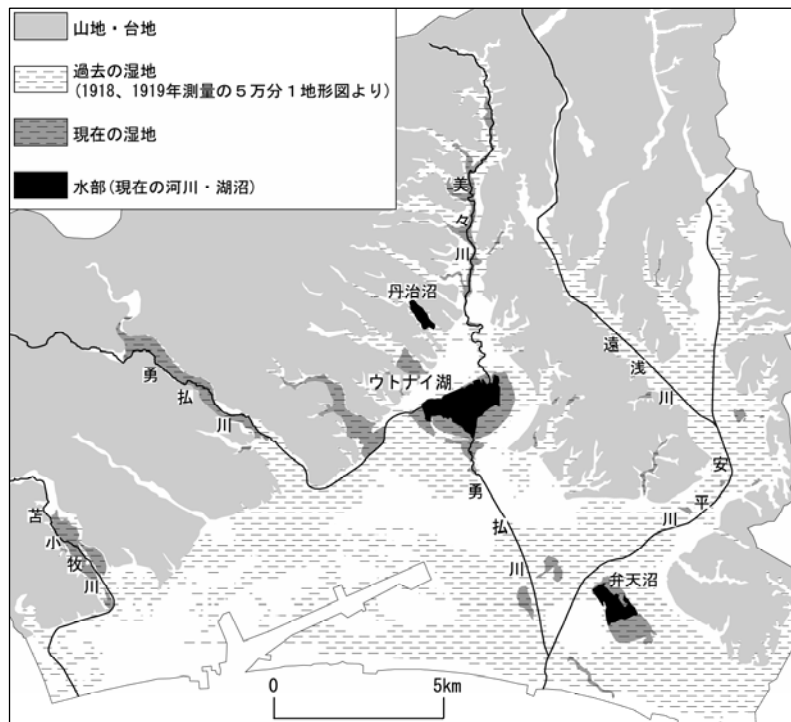 山地・台地
過去の湿地
(1918、1919年測量の5万分1地形図より)
現在の湿地
水部(現在の河川・湖沼)
美々川
丹治沼
ウトナイ湖
勇払川
遠浅川
安平川
勇払川
苫小牧川
弁天沼
0 5km